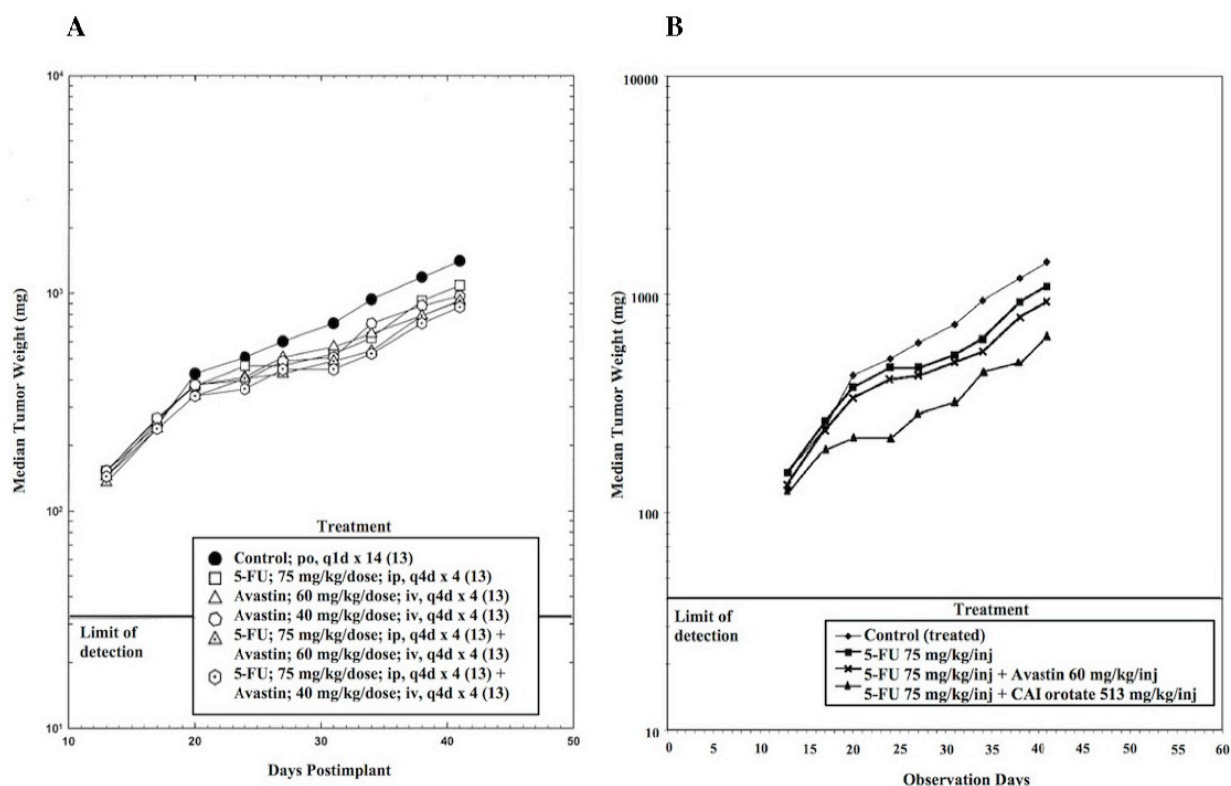 A
10⁴
10³
10²
10¹
Median Tumor Weight (mg)
Treatment
Control; po, q1d x 14 (13)
5-FU; 75 mg/kg/dose; ip, q4d x 4 (13)
Avastin; 60 mg/kg/dose; iv, q4d x 4 (13)
Avastin; 40 mg/kg/dose; iv, q4d x 4 (13)
5-FU; 75 mg/kg/dose; ip, q4d x 4 (13) +
Avastin; 60 mg/kg/dose; iv, q4d x 4 (13)
5-FU; 75 mg/kg/dose; ip, q4d x 4 (13) +
Avastin; 40 mg/kg/dose; iv, q4d x 4 (13)
Limit of
detection
10 20 30 40 50
Days Postimplant
B
10000
1000
100
10
Median Tumor Weight (mg)
Treatment
Limit of
detection
Control (treated)
5-FU 75 mg/kg/inj
5-FU 75 mg/kg/inj + Avastin 60 mg/kg/inj
5-FU 75 mg/kg/inj + CAI orotate 513 mg/kg/inj
0 5 10 15 20 25 30 35 40 45 50 55 60
Observation Days